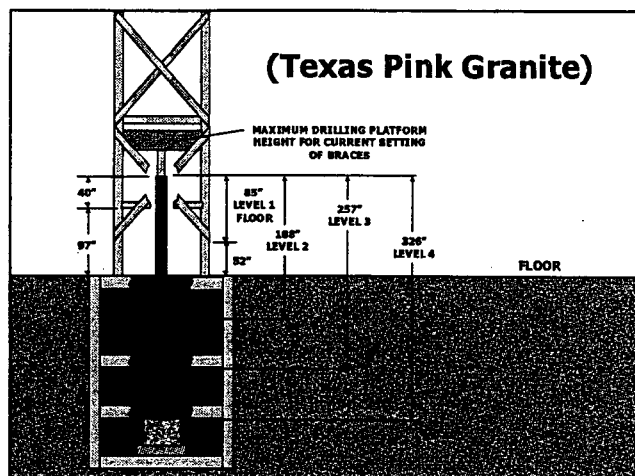 (Texas Pink Granite)
MAXIMUM DRILLING PLATFORM
HEIGHT FOR CURRENT SETTING
OF BRACES
40"
97"
85"
LEVEL 1
FLOOR
52"
188"
LEVEL 2
257"
LEVEL 3
326"
LEVEL 4
FLOOR